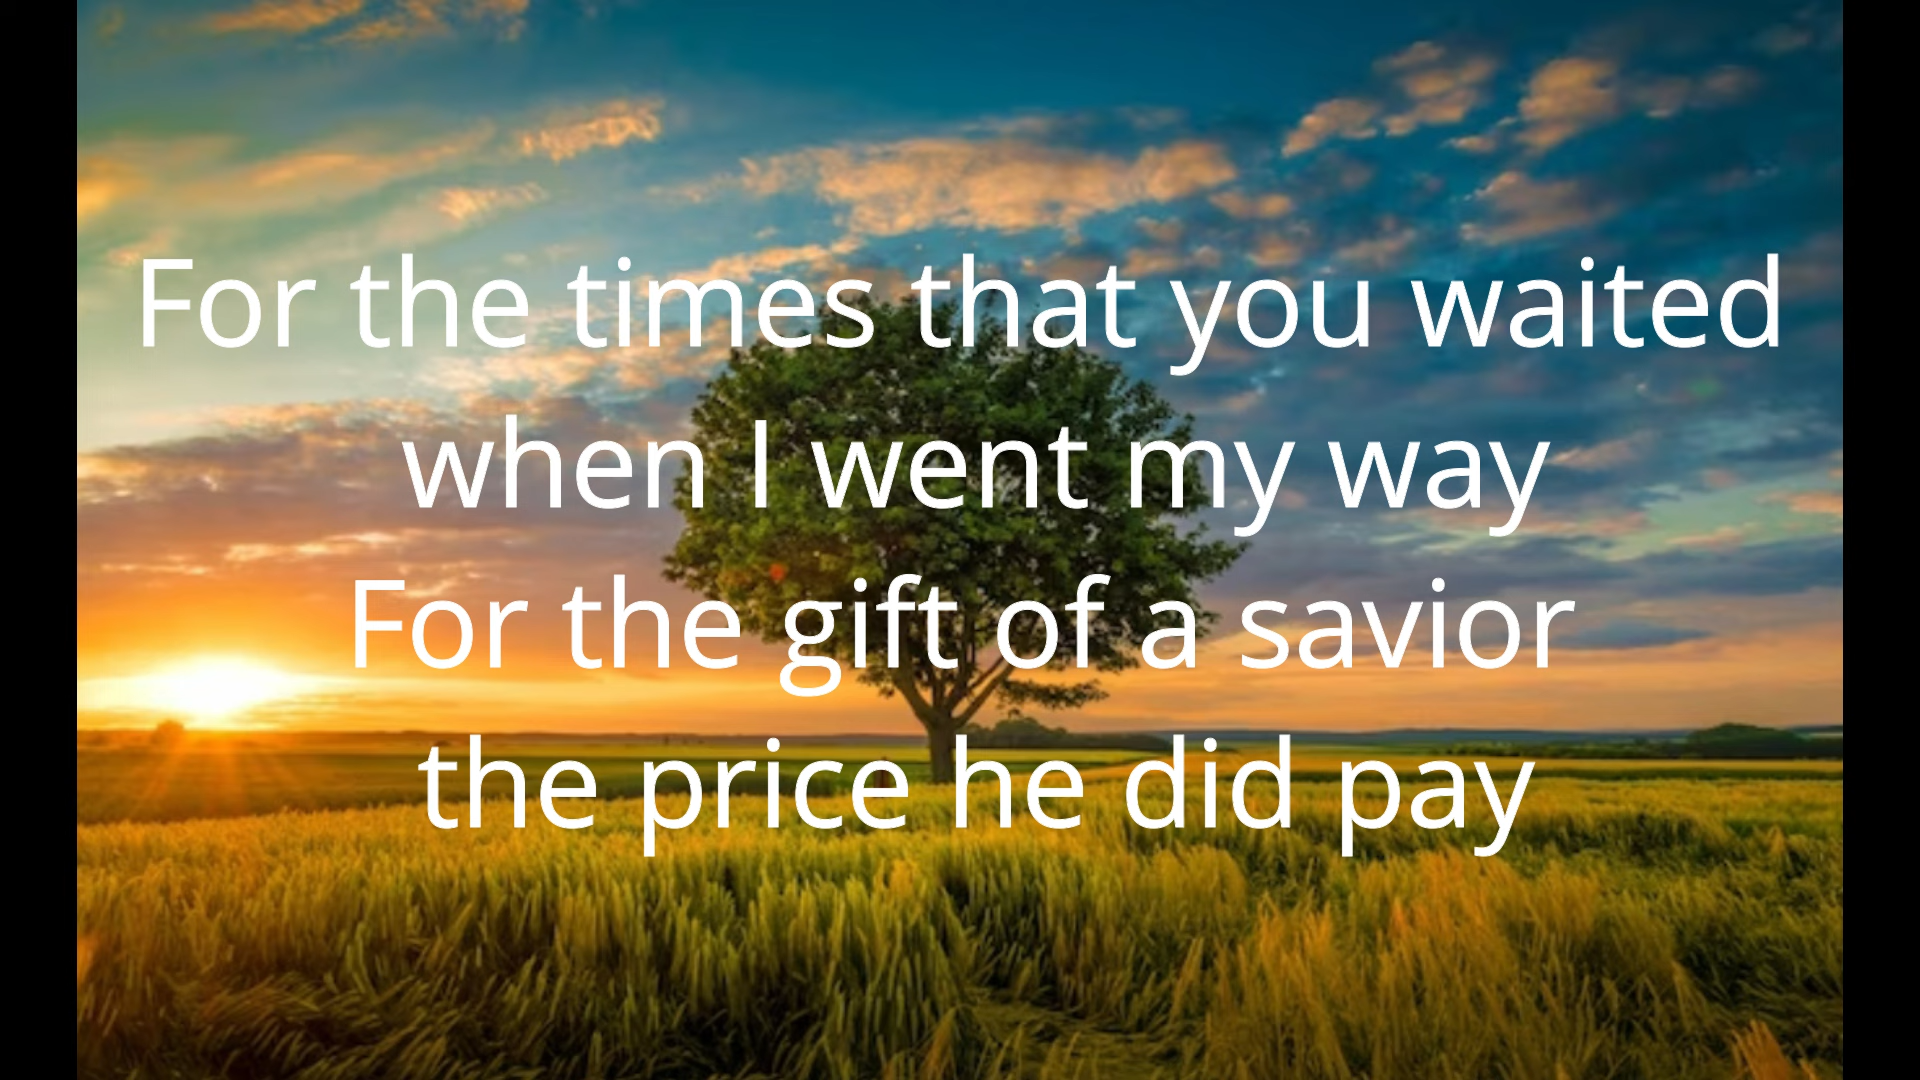 For the times that you waited
when I went my way
For the gift of a savior
the price he did pay